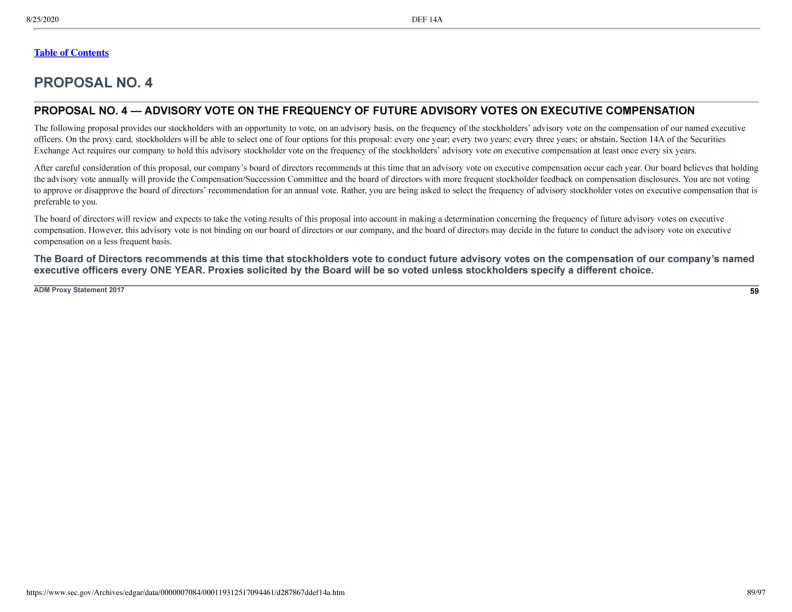 8/25/2020
DEF 14A
Table of Contents
PROPOSAL NO. 4
PROPOSAL NO. 4 — ADVISORY VOTE ON THE FREQUENCY OF FUTURE ADVISORY VOTES ON EXECUTIVE COMPENSATION
The following proposal provides our stockholders with an opportunity to vote, on an advisory basis, on the frequency of the stockholders’ advisory vote on the compensation of our named executive
officers. On the proxy card, stockholders will be able to select one of four options for this proposal: every one year; every two years; every three years; or abstain. Section 14A of the Securities
Exchange Act requires our company to hold this advisory stockholder vote on the frequency of the stockholders’ advisory vote on executive compensation at least once every six years.
After careful consideration of this proposal, our company’s board of directors recommends at this time that an advisory vote on executive compensation occur each year. Our board believes that holding
the advisory vote annually will provide the Compensation/Succession Committee and the board of directors with more frequent stockholder feedback on compensation disclosures. You are not voting
to approve or disapprove the board of directors’ recommendation for an annual vote. Rather, you are being asked to select the frequency of advisory stockholder votes on executive compensation that is
preferable to you.
The board of directors will review and expects to take the voting results of this proposal into account in making a determination concerning the frequency of future advisory votes on executive
compensation. However, this advisory vote is not binding on our board of directors or our company, and the board of directors may decide in the future to conduct the advisory vote on executive
compensation on a less frequent basis.
The Board of Directors recommends at this time that stockholders vote to conduct future advisory votes on the compensation of our company’s named
executive officers every ONE YEAR. Proxies solicited by the Board will be so voted unless stockholders specify a different choice.
ADM Proxy Statement 2017
59
https://www.sec.gov/Archives/edgar/data/0000007084/000119312517094461/d287867ddef14a.htm
89/97